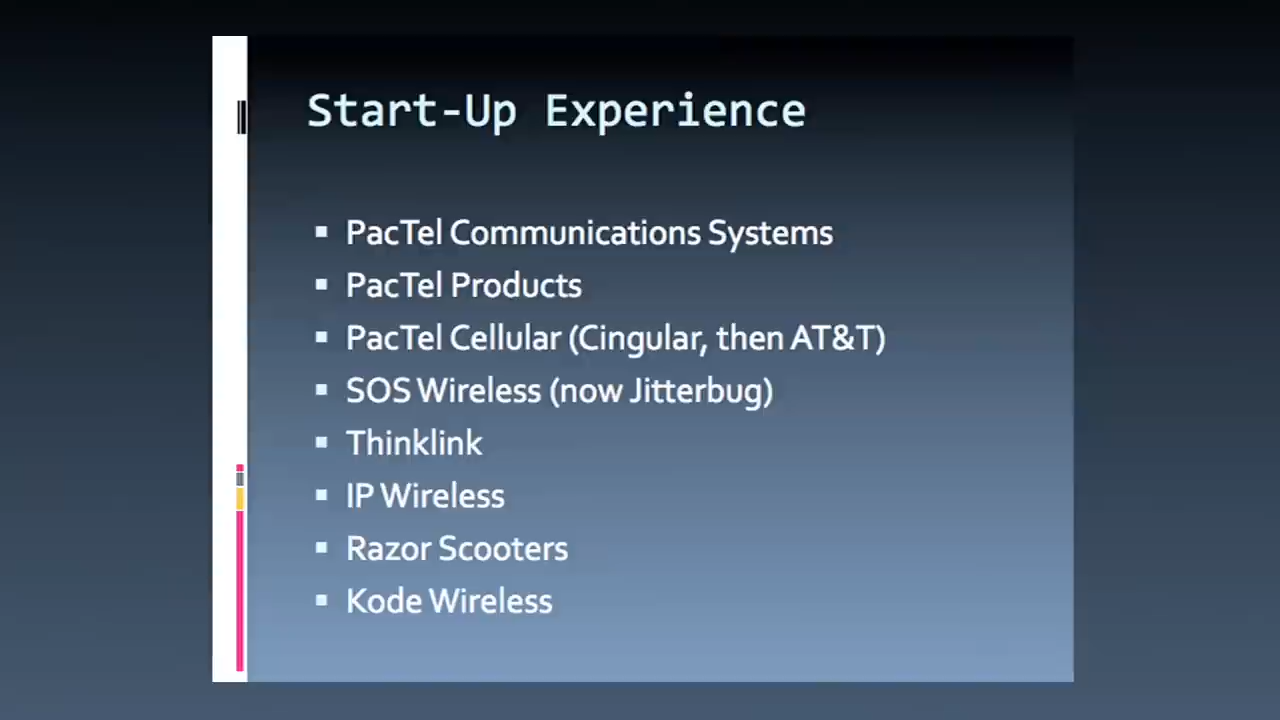 Start-Up Experience
PacTel Communications Systems
PacTel Products
PacTel Cellular (Cingular, then AT&T)
SOS Wireless (now Jitterbug)
Thinklink
IP Wireless
Razor Scooters
Kode Wireless